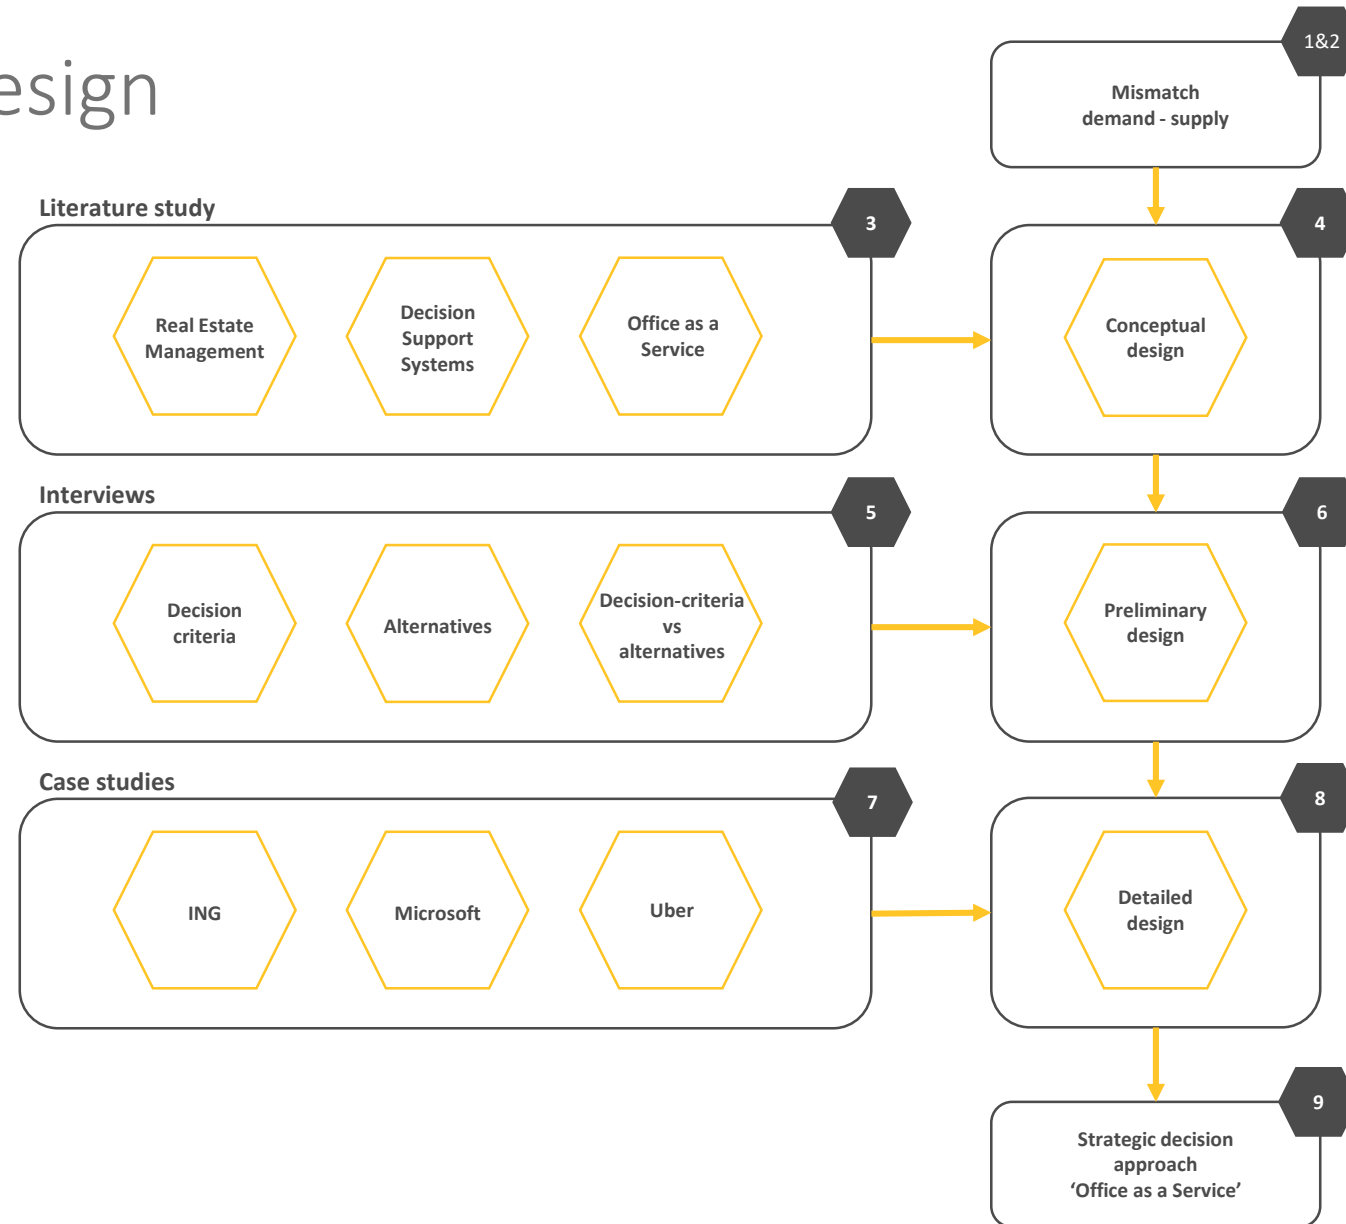 esign
1&2
Mismatch
demand - supply
Literature study
3
4
Real Estate
Management
Decision
Support
Systems
Office as a
Service
Conceptual
design
Interviews
5
6
Decision
criteria
Alternatives
Decision-criteria
vs
alternatives
Preliminary
design
Case studies
7
8
ING
Microsoft
Uber
Detailed
design
9
Strategic decision
approach
‘Office as a Service’